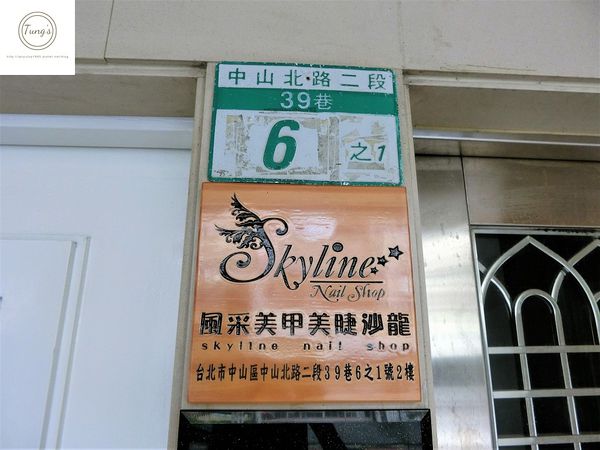 Tung's
中山北路二段
39巷
6 之1
Skyline
Nail Shop
風采美甲美睫沙龍
skyline nail shop
台北市中山區中山北路二段39巷6之1號2樓